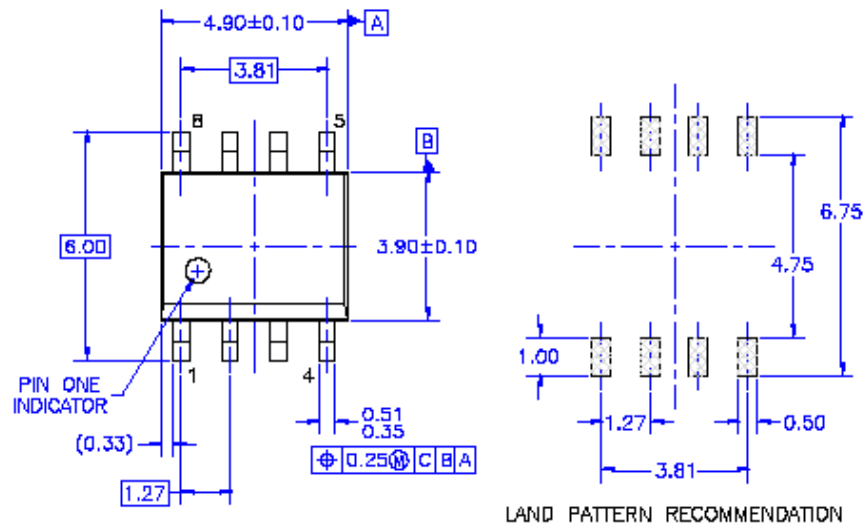 4.90±0.10 A
3.81
8 5
B
6.00
3.90±0.10
6.75
4.75
PIN ONE
INDICATOR
1 4
1.00
(0.33)
0.51
0.35
⌖ 0.25Ⓜ C B A
1.27
1.27
0.50
3.81
LAND PATTERN RECOMMENDATION